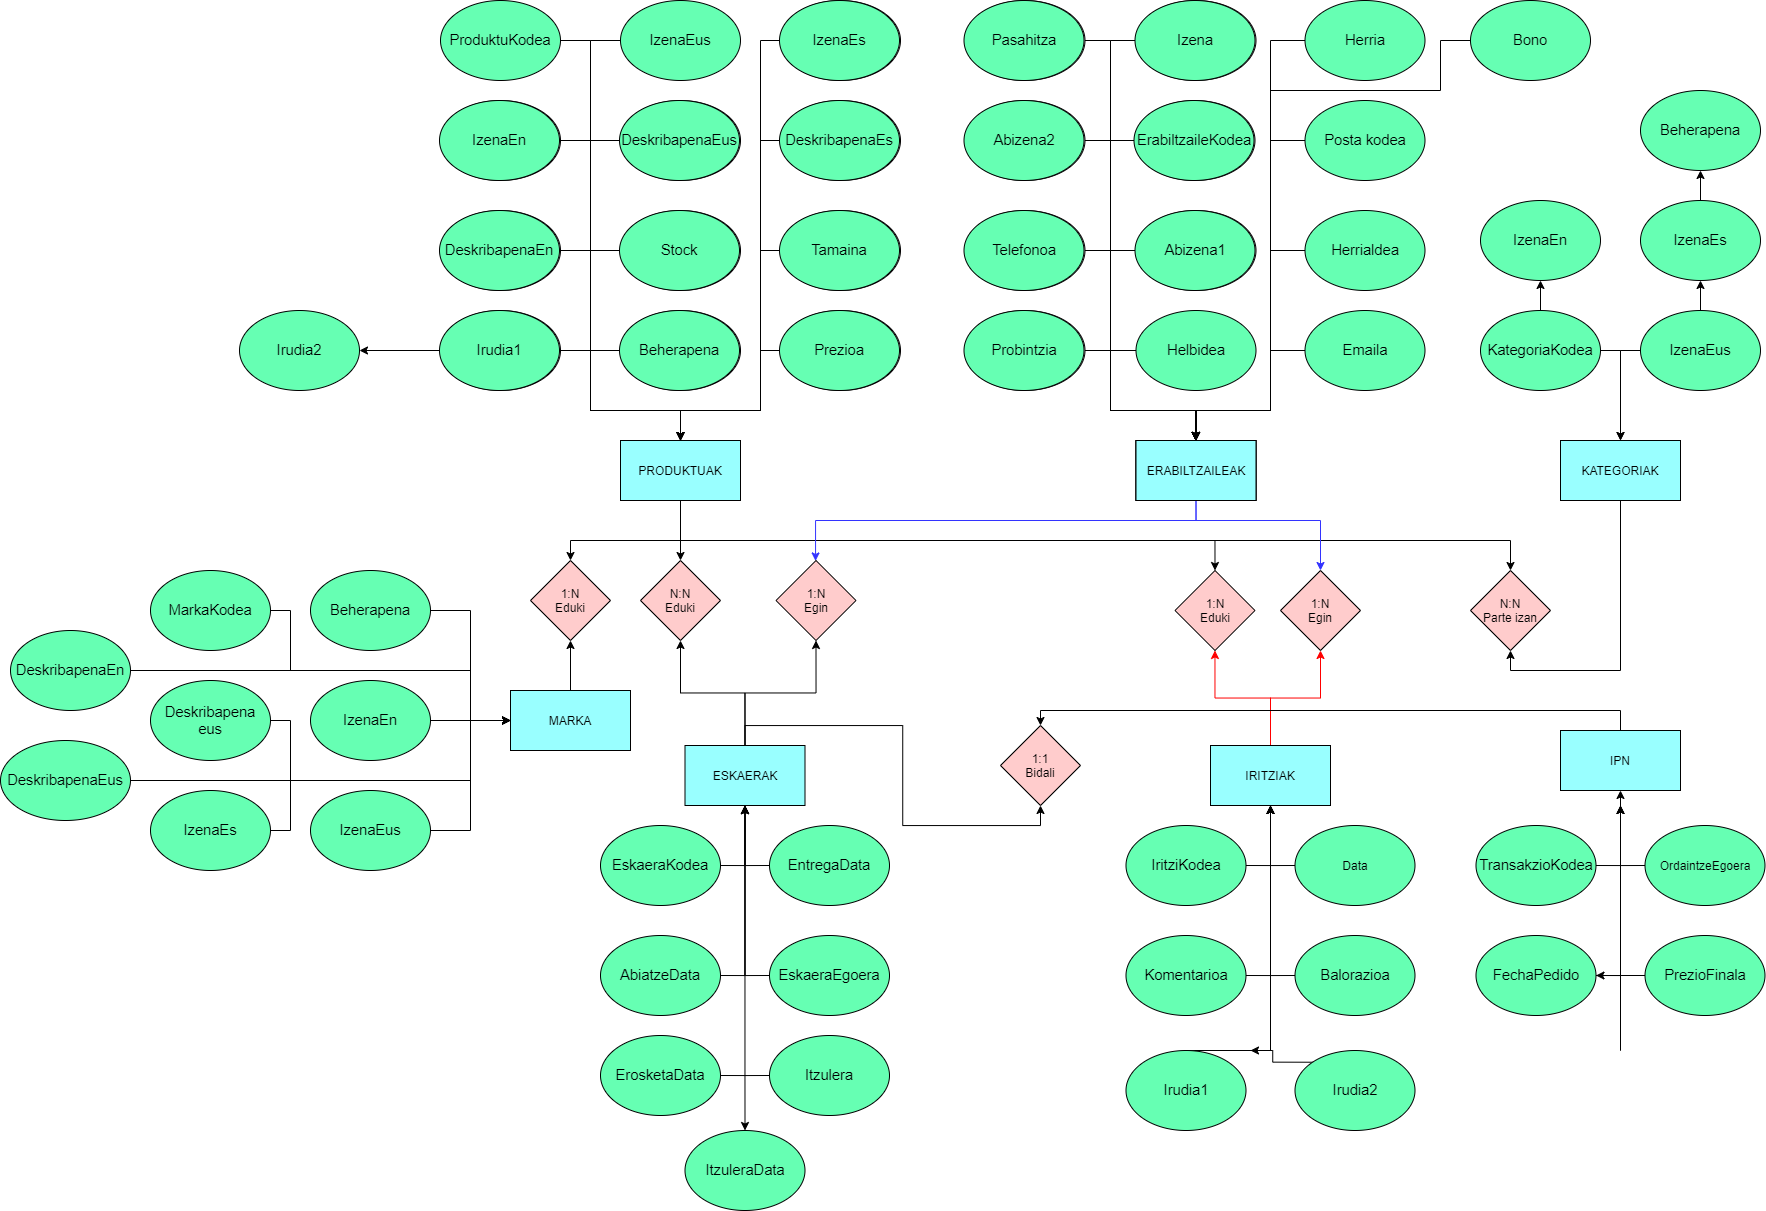 ProduktuKodea
IzenaEus
IzenaEs
Pasahitza
Izena
Herria
Bono
IzenaEn
DeskribapenaEus
DeskribapenaEs
Abizena2
ErabiltzaileKodea
Posta kodea
Beherapena
DeskribapenaEn
Stock
Tamaina
Telefonoa
Abizena1
Herrialdea
IzenaEn
IzenaEs
Irudia2
Irudia1
Beherapena
Prezioa
Probintzia
Helbidea
Emaila
KategoriaKodea
IzenaEus
PRODUKTUAK
ERABILTZAILEAK
KATEGORIAK
1:N
Eduki
N:N
Eduki
1:N
Egin
1:N
Eduki
1:N
Egin
N:N
Parte izan
MarkaKodea
Beherapena
DeskribapenaEn
Deskribapena
eus
IzenaEn
MARKA
DeskribapenaEus
IzenaEs
IzenaEus
ESKAERAK
1:1
Bidali
IRITZIAK
IPN
EskaeraKodea
EntregaData
IritziKodea
Data
TransakzioKodea
OrdaintzeEgoera
AbiatzeData
EskaeraEgoera
Komentarioa
Balorazioa
FechaPedido
PrezioFinala
ErosketaData
Itzulera
Irudia1
Irudia2
ItzuleraData